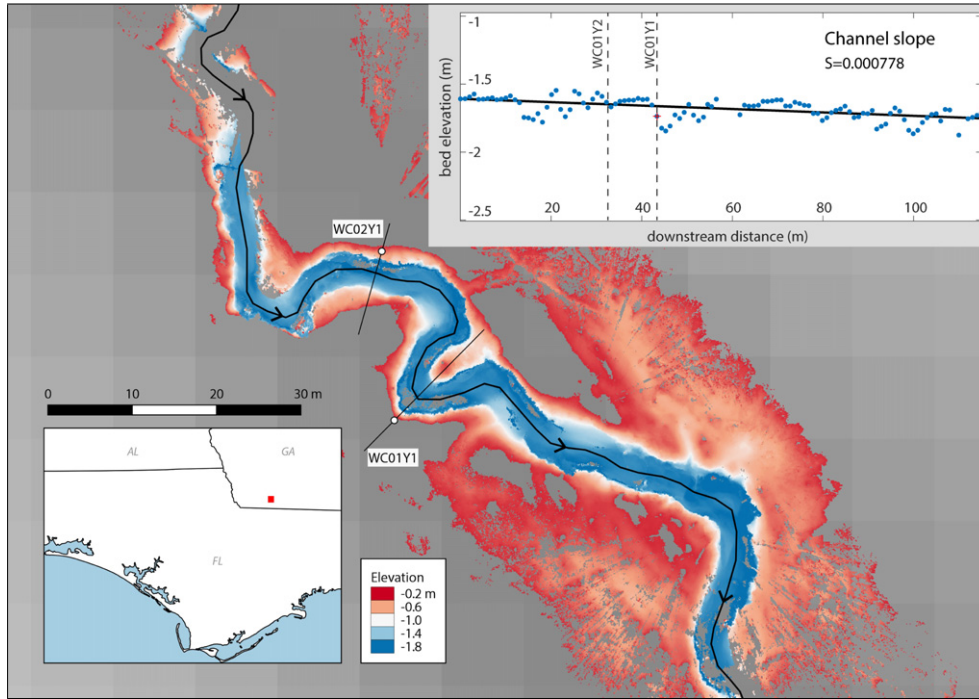 -1
-1.5
-2
-2.5
bed elevation (m)
WC01Y2
WC01Y1
Channel slope
S=0.000778
20
40
60
80
100
downstream distance (m)
WC02Y1
WC01Y1
0
10
20
30 m
AL
GA
FL
Elevation
-0.2 m
-0.6
-1.0
-1.4
-1.8